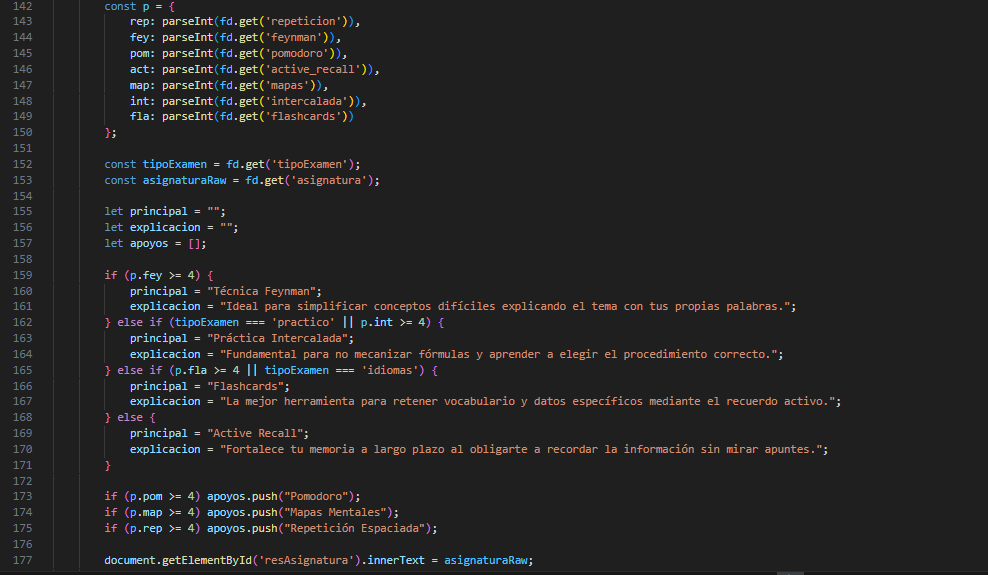 142 const p = {
143 rep: parseInt(fd.get('repeticion')),
144 fey: parseInt(fd.get('feynman')),
145 pom: parseInt(fd.get('pomodoro')),
146 act: parseInt(fd.get('active_recall')),
147 map: parseInt(fd.get('mapas')),
148 int: parseInt(fd.get('intercalada')),
149 fla: parseInt(fd.get('flashcards'))
150 };
151
152 const tipoExamen = fd.get('tipoExamen');
153 const asignaturaRaw = fd.get('asignatura');
154
155 let principal = "";
156 let explicacion = "";
157 let apoyos = [];
158
159 if (p.fey >= 4) {
160 principal = "Técnica Feynman";
161 explicacion = "Ideal para simplificar conceptos difíciles explicando el tema con tus propias palabras.";
162 } else if (tipoExamen === 'practico' || p.int >= 4) {
163 principal = "Práctica Intercalada";
164 explicacion = "Fundamental para no mecanizar fórmulas y aprender a elegir el procedimiento correcto.";
165 } else if (p.fla >= 4 || tipoExamen === 'idiomas') {
166 principal = "Flashcards";
167 explicacion = "La mejor herramienta para retener vocabulario y datos específicos mediante el recuerdo activo.";
168 } else {
169 principal = "Active Recall";
170 explicacion = "Fortalece tu memoria a largo plazo al obligarte a recordar la información sin mirar apuntes.";
171 }
172
173 if (p.pom >= 4) apoyos.push("Pomodoro");
174 if (p.map >= 4) apoyos.push("Mapas Mentales");
175 if (p.rep >= 4) apoyos.push("Repetición Espaciada");
176
177 document.getElementById('resAsignatura').innerText = asignaturaRaw;